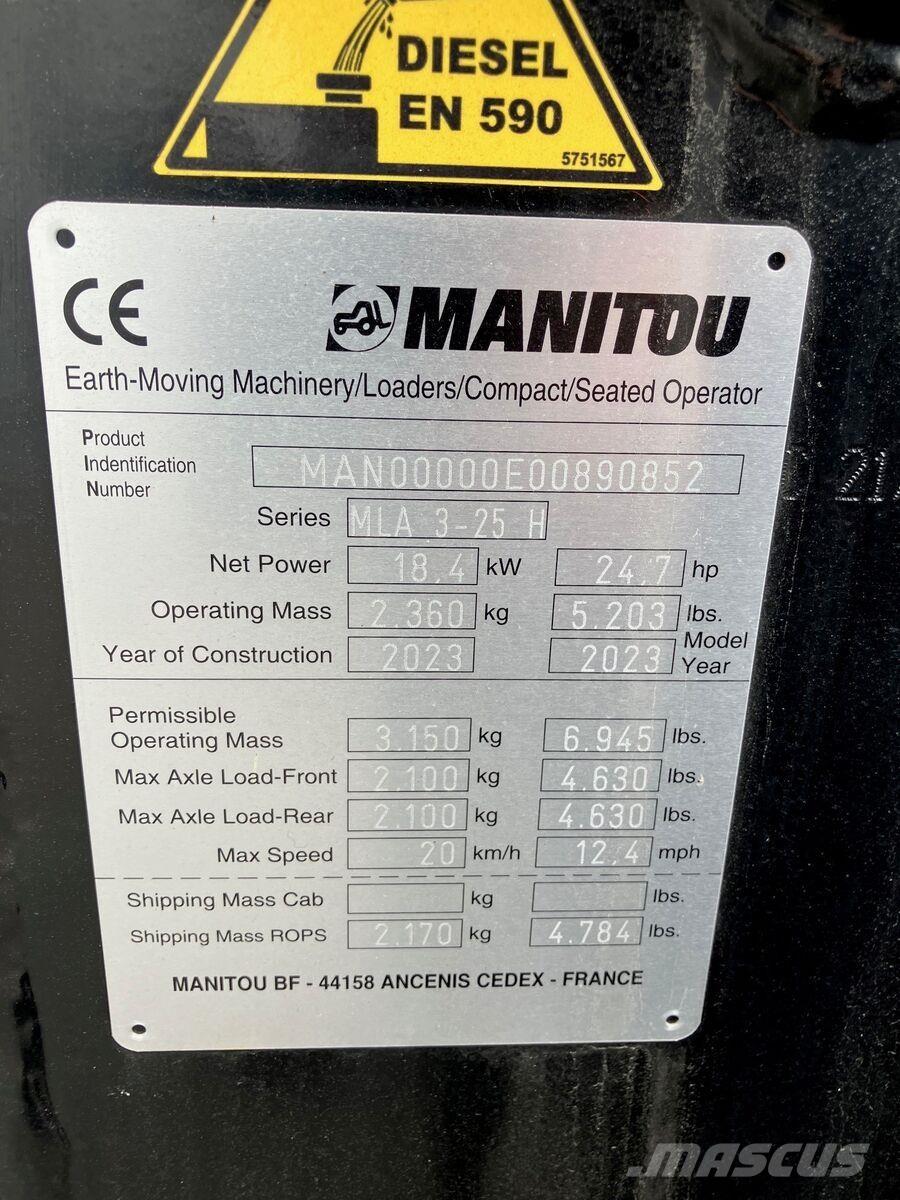 DIESEL
EN 590
5751567
CE MANITOU
Earth-Moving Machinery/Loaders/Compact/Seated Operator
Product
Indentification
Number
MAN00000E00890852
Series MLA 3-25 H
Net Power 18.4 kW 24.7 hp
Operating Mass 2.360 kg 5.203 lbs.
Year of Construction 2023 2023 Model Year
Permissible
Operating Mass 3.150 kg 6.945 lbs.
Max Axle Load-Front 2.100 kg 4.630 lbs.
Max Axle Load-Rear 2.100 kg 4.630 lbs.
Max Speed 20 km/h 12,4 mph
Shipping Mass Cab kg lbs.
Shipping Mass ROPS 2.170 kg 4.784 lbs.
MANITOU BF - 44158 ANCENIS CEDEX - FRANCE
MASCUS